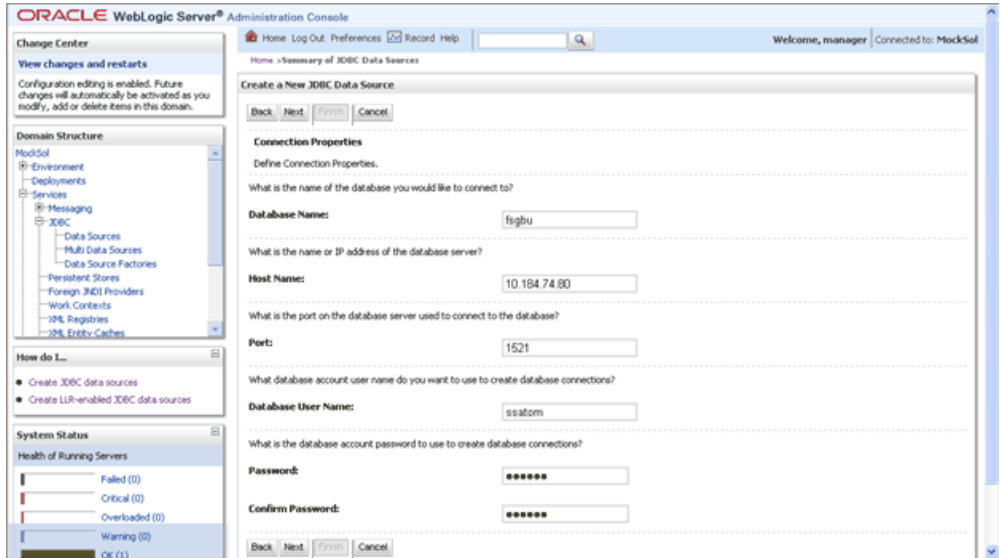 ORACLE WebLogic Server® Administration Console
Change Center
View changes and restarts
Configuration editing is enabled. Future
changes will automatically be activated as you
modify, add or delete items in this domain.
Domain Structure
MockSol
Environment
Deployments
Services
Messaging
JDBC
Data Sources
Multi Data Sources
Data Source Factories
Persistent Stores
Foreign JNDI Providers
Work Contexts
XML Registries
XML Entity Caches
How do I...
Create JDBC data sources
Create LLR-enabled JDBC data sources
System Status
Health of Running Servers
Failed (0)
Critical (0)
Overloaded (0)
Warning (0)
OK (1)
Home Log Out Preferences Record Help
Welcome, manager Connected to: MockSol
Home >Summary of JDBC Data Sources
Create a New JDBC Data Source
Back Next Finish Cancel
Connection Properties
Define Connection Properties.
What is the name of the database you would like to connect to?
Database Name: fsgbu
What is the name or IP address of the database server?
Host Name: 10.184.74.80
What is the port on the database server used to connect to the database?
Port: 1521
What database account user name do you want to use to create database connections?
Database User Name: ssatom
What is the database account password to use to create database connections?
Password: ●●●●●●
Confirm Password: ●●●●●●
Back Next Finish Cancel